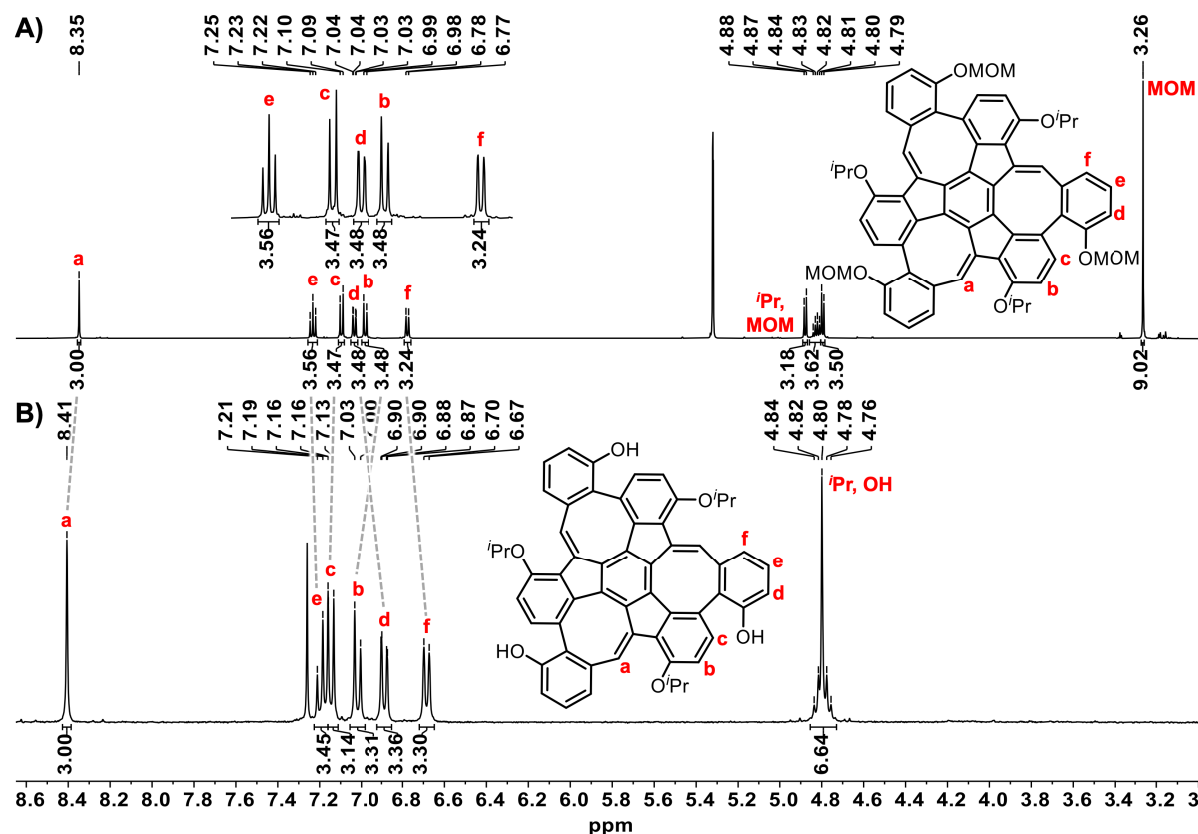 A)
8.35
7.25 7.23 7.22 7.10 7.09 7.04 7.04 7.03 7.03 6.99 6.98 6.78 6.77
4.88 4.87 4.84 4.83 4.82 4.81 4.80 4.79
3.26
MOM
e c d b f
3.56 3.47 3.48 3.48 3.24
OMOM
OiPr
iPrO
f
e
d
c
OMOM
b
OiPr
a
MOMO
a
e c d b f
iPr,
MOM
3.00 3.56 3.47 3.48 3.48 3.24 3.18 3.62 3.50 9.02
B)
8.41
7.21 7.19 7.16 7.16 7.13 7.03 7.00 6.90 6.90 6.88 6.87 6.70 6.67
4.84 4.82 4.80 4.78 4.76
iPr, OH
a
e c b d f
OH
OiPr
iPrO
f
e
d
OH
c
b
OiPr
a
HO
3.00 3.45 3.14 3.31 3.36 3.30 6.64
8.6 8.4 8.2 8.0 7.8 7.6 7.4 7.2 7.0 6.8 6.6 6.4 6.2 6.0 5.8 5.6 5.4 5.2 5.0 4.8 4.6 4.4 4.2 4.0 3.8 3.6 3.4 3.2
ppm